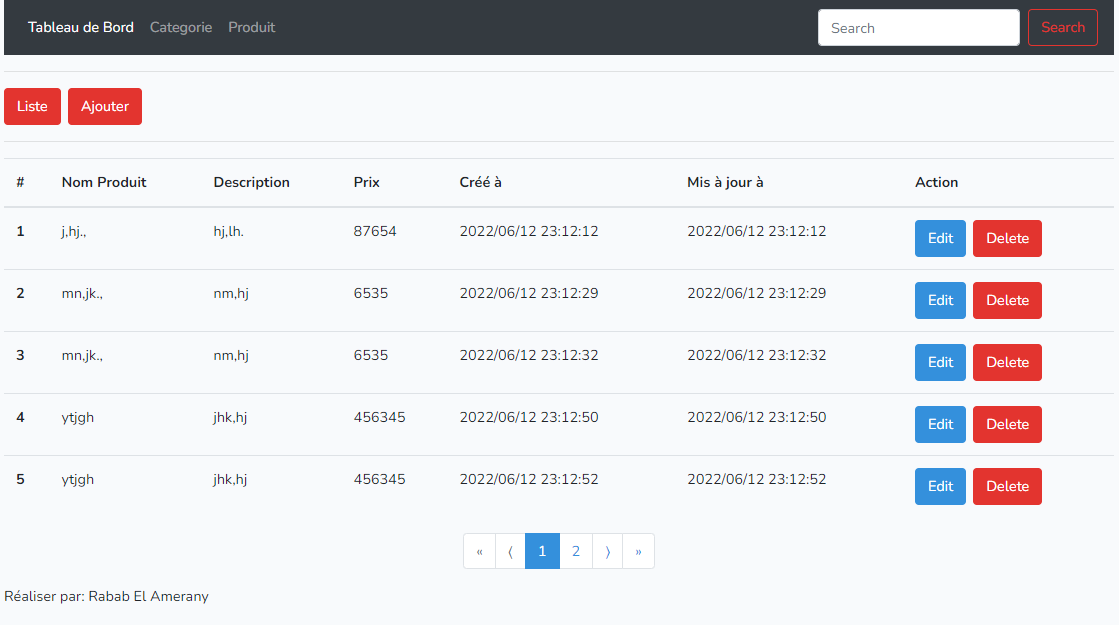 Tableau de Bord Categorie Produit Search Search
Liste Ajouter
# Nom Produit Description Prix Créé à Mis à jour à Action
1 j,hj., hj,lh. 87654 2022/06/12 23:12:12 2022/06/12 23:12:12 Edit Delete
2 mn,jk., nm,hj 6535 2022/06/12 23:12:29 2022/06/12 23:12:29 Edit Delete
3 mn,jk., nm,hj 6535 2022/06/12 23:12:32 2022/06/12 23:12:32 Edit Delete
4 ytjgh jhk,hj 456345 2022/06/12 23:12:50 2022/06/12 23:12:50 Edit Delete
5 ytjgh jhk,hj 456345 2022/06/12 23:12:52 2022/06/12 23:12:52 Edit Delete
« ⟨ 1 2 ⟩ »
Réaliser par: Rabab El Amerany